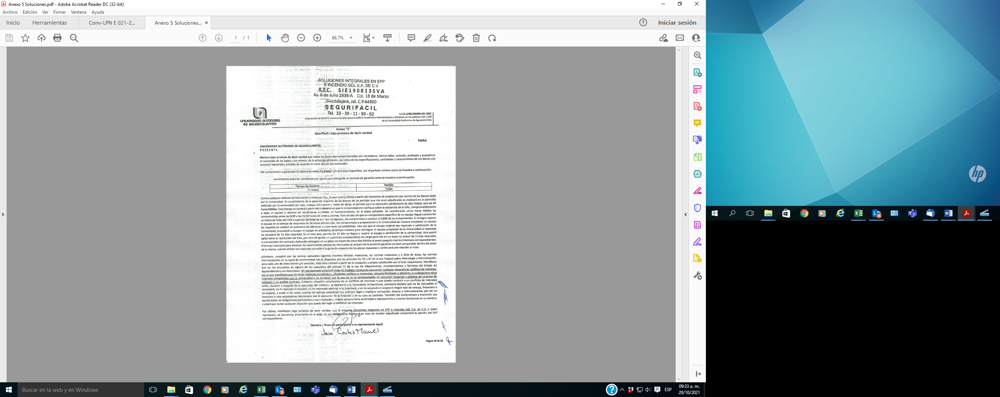 Anexo 5 Soluciones.pdf - Adobe Acrobat Reader DC (32-bit)
Archivo Edición Ver Firmar Ventana Ayuda
Inicio Herramientas Conv-LPN E 021-2... Anexo 5 Soluciones... × Iniciar sesión
1 / 1 66.7%
SOLUCIONES INTEGRALES EN EPP
E INCENDIO GDL S.A. DE C.V.
R.F.C. SIE190813SVA
Av. 8 de Julio 2836-A Col. 18 de Marzo
Guadalajara, Jal. C.P.44960
SEGURIFACIL
Tel. 33 - 38 - 11 - 99 - 62
L.P.N. E/901045968-021-2021
Adquisición de Sistema contra incendios para el edificio Académico Administrativo e hidrantes en los edificios 222 y 223
de la Universidad Autónoma de Aguascalientes
UNIVERSIDAD AUTONOMA
DE AGUASCALIENTES
Anexo "5"
Manifiesto bajo protesta de decir verdad
Fecha:
UNIVERSIDAD AUTÓNOMA DE AGUASCALIENTES
P R E S E N T E.
Declaro bajo protesta de decir verdad que todos los datos aquí proporcionados son verdaderos. Hemos leído, revisado, analizado y aceptamos
el contenido de las bases y sus anexos, de la presente licitación, así como de las especificaciones, cantidades y características de los bienes y/o
servicios requeridos, estando de acuerdo en cada uno de sus numerales.
Me comprometo a garantizar la calidad de todos los bienes y/o servicios requeridos, por el período mínimo como se muestra a continuación:
Los licitantes deberán manifestar por escrito que otorgarán un periodo de garantía como se muestra a continuación:
Tiempo de Garantía Partida
12 meses Todas
Contra cualquier defecto de fabricación o vicios ocultos, la cual surtirá efecto a partir del momento de aceptación por escrito de los bienes dado
por la universidad. El cumplimiento de la garantía respecto de los bienes de las partidas que me sean adjudicadas se realizará en el domicilio
señalado por la universidad (en sitio, incluye refacciones y mano de obra); el periodo para la resolución satisfactoria de la(s) falla(s) será de 24
horas hábiles. Este tiempo se contará a partir del momento en que la Universidad me notifique sobre la existencia de la falla, comprometiéndome
a dejar el equipo o sistema en condiciones normales de funcionamiento, en el plazo señalado. Se considerarán como horas hábiles las
comprendidas entre las 8:00 y las 15:00 horas de lunes a viernes. Para el caso de que un componente específico de un equipo llegue a presentar
un índice de fallas del 15% o superior del total de ese tipo de equipos, me comprometo a sustituir el 100% de los componentes. Si no logro reparar
el equipo en el tiempo de respuesta de 24 horas establecido, me comprometo a proporcionar a la Universidad de manera inmediata un equipo
de respaldo en calidad de préstamo de idénticas o superiores características. Una vez que el equipo original sea reparado a satisfacción de la
Universidad, procederé a recoger el equipo en préstamo; el tiempo máximo para reintegrar el equipo propiedad de la Universidad ya reparado
no excederá de 15 días naturales. En el caso que, pasado los 15 días no llegue a reparar el equipo a satisfacción de la universidad, ésta podrá
optar entre la restitución del bien, por otro de iguales o superiores características sin cargo para ella en un plazo no mayor de 15 días naturales,
o a la rescisión del contrato, debiendo reintegrar en un plazo no mayor de cinco días hábiles el precio pagado más los intereses correspondientes.
El tiempo necesario para efectuar las reparaciones necesarias efectuadas al amparo de la presente garantía no será computable dentro del plazo
de la misma, cuando el bien sea reparado se iniciara la garantía respecto de las piezas repuestas y continuará con relación al resto.
Asimismo, cumpliré con las normas aplicables vigentes (normas oficiales mexicanas, las normas mexicanas y a falta de éstas, las normas
internacionales en su caso) de conformidad con lo dispuesto por los artículos 53, 55 y 67 de la Ley Federal sobre Metrología y Normalización,
para cada uno de estos bienes y/o servicios, todo esto contará a partir de la recepción a entera satisfacción por el área requisitante. Manifiesto
que no me encuentro en alguno de los supuestos del artículo 71 de la Ley de Adquisiciones, Arrendamientos y Servicios del Estado de
Aguascalientes y sus Municipios. Mi representada adoptará todas las medidas necesarias para evitar cualquier situación de conflicto de intereses,
por lo que manifiesto que no tengo intereses económicos, afinidades políticas o nacionales, vínculos familiares o afectivos, o cualesquiera otros
intereses compartidos con la Universidad o su personal, por lo que no se ve comprometida mi ejecución imparcial y objetiva del proceso de
licitación o su posible Contrato. Cualquier situación constitutiva de un conflicto de intereses o que pueda conducir a un conflicto de intereses
antes, durante y después de la ejecución del Contrato se declarará a la Contraloría Universitaria, asimismo declaro que no he concedido ni
concederé, no he buscado ni buscaré, no he intentado obtener ni lo intentaré, y no he aceptado ni aceptaré ningún tipo de ventaja, financiera o
en especie, a nadie ni de nadie, cuando tal ventaja constituya una práctica ilegal o implique corrupción, directa o indirectamente, por ser un
incentivo o una recompensa relacionada con la ejecución de la licitación y en su caso su Contrato. También me comprometo a transmitir por
escrito todas las obligaciones pertinentes a sus empleados y a toda persona física autorizada a representarle o a tomar decisiones en su nombre,
y velaré por evitar cualquier situación que pueda dar lugar a conflictos de intereses.
Por último, manifiesto bajo protesta de decir verdad, que la empresa Soluciones Integrales en EPP e Incendio Gdl, S.A. de C.V. a quien
represento, se encuentra al corriente en el pago de sus obligaciones fiscales y en caso de resultar adjudicado presentaré la opinión del SAT
correspondiente.
(Nombre y firma del participante o su representante legal)
José Cortés Manuel
Página 28 de 36
hp
Buscar en la web y en Windows
ESP
09:33 a. m.
20/10/2021